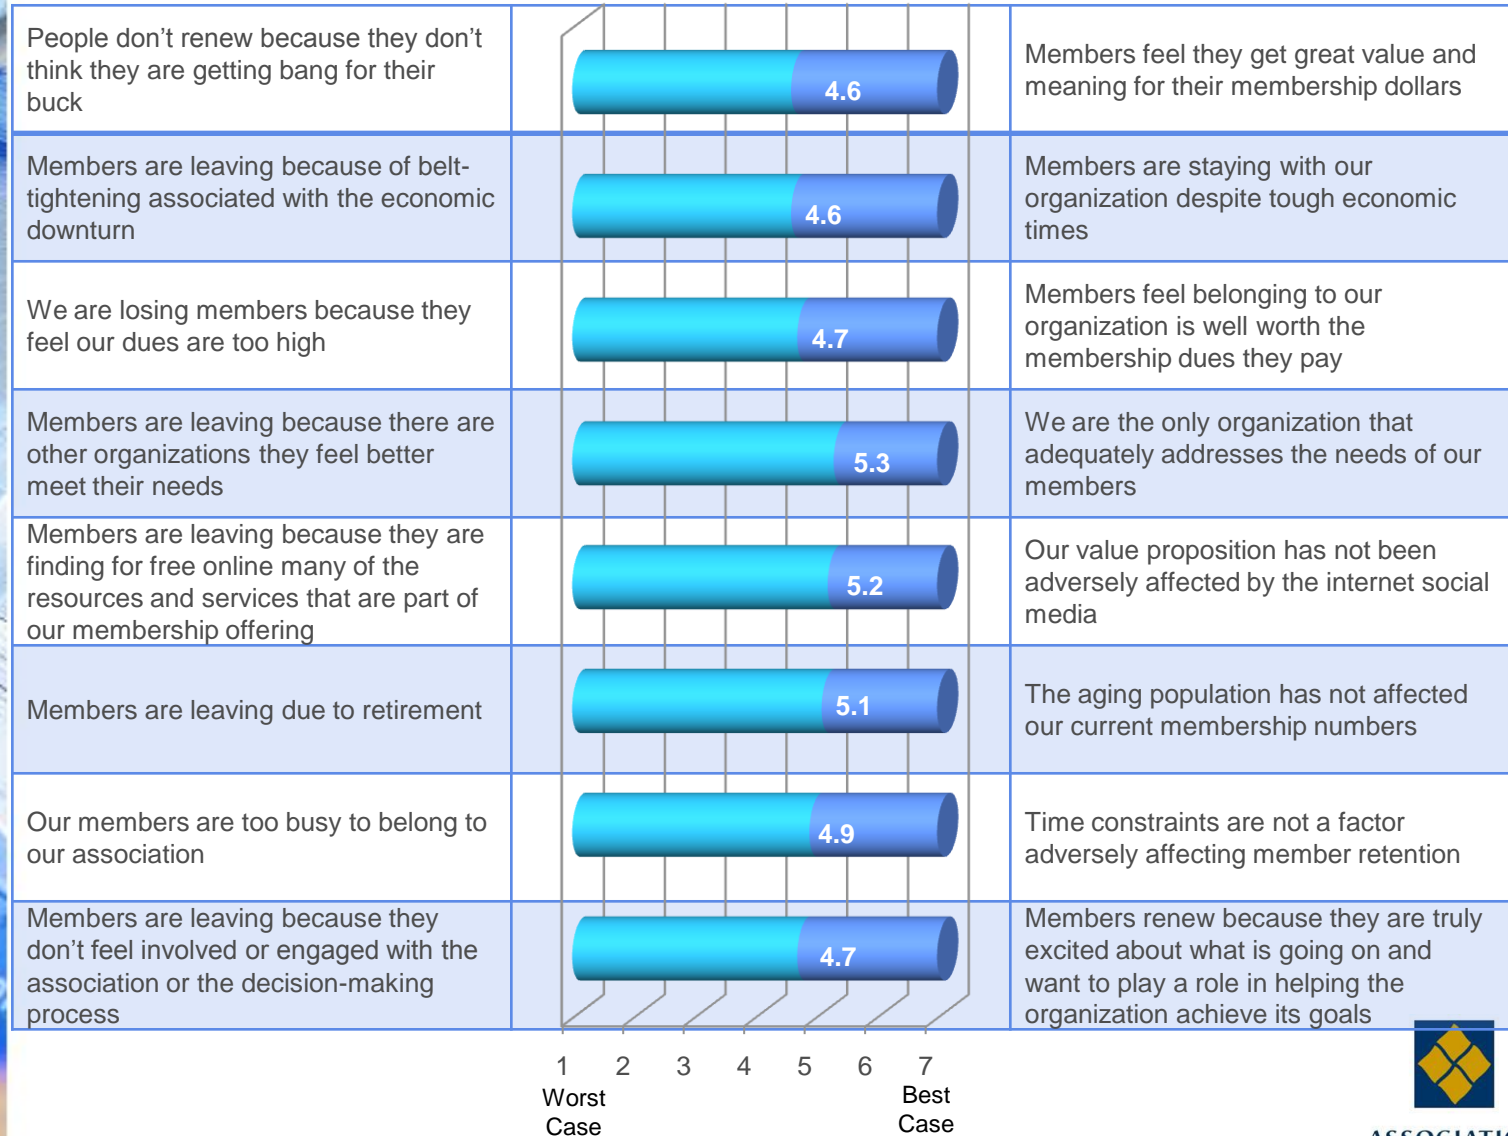 People don’t renew because they don’t
think they are getting bang for their
buck
4.6
Members feel they get great value and
meaning for their membership dollars
Members are leaving because of belt-
tightening associated with the economic
downturn
4.6
Members are staying with our
organization despite tough economic
times
We are losing members because they
feel our dues are too high
4.7
Members feel belonging to our
organization is well worth the
membership dues they pay
Members are leaving because there are
other organizations they feel better
meet their needs
5.3
We are the only organization that
adequately addresses the needs of our
members
Members are leaving because they are
finding for free online many of the
resources and services that are part of
our membership offering
5.2
Our value proposition has not been
adversely affected by the internet social
media
Members are leaving due to retirement
5.1
The aging population has not affected
our current membership numbers
Our members are too busy to belong to
our association
4.9
Time constraints are not a factor
adversely affecting member retention
Members are leaving because they
don’t feel involved or engaged with the
association or the decision-making
process
4.7
Members renew because they are truly
excited about what is going on and
want to play a role in helping the
organization achieve its goals
1 2 3 4 5 6 7
Worst
Case
Best
Case